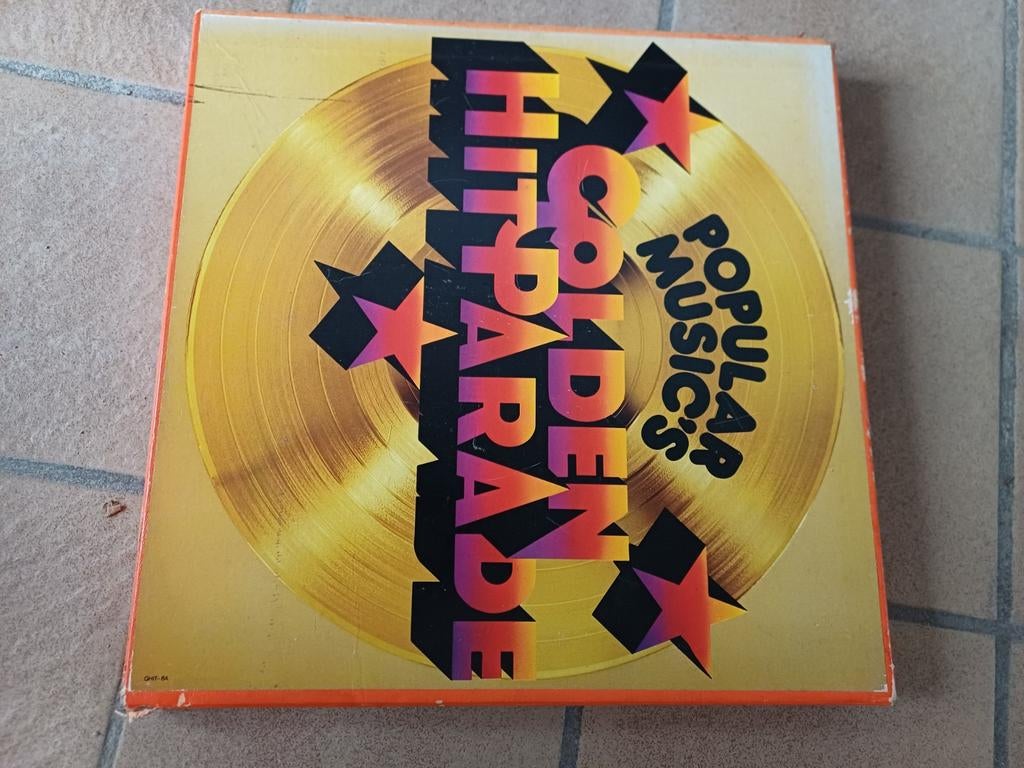 POPULAR
MUSIC'S
GOLDEN
HIT PARADE
GHIT-8A